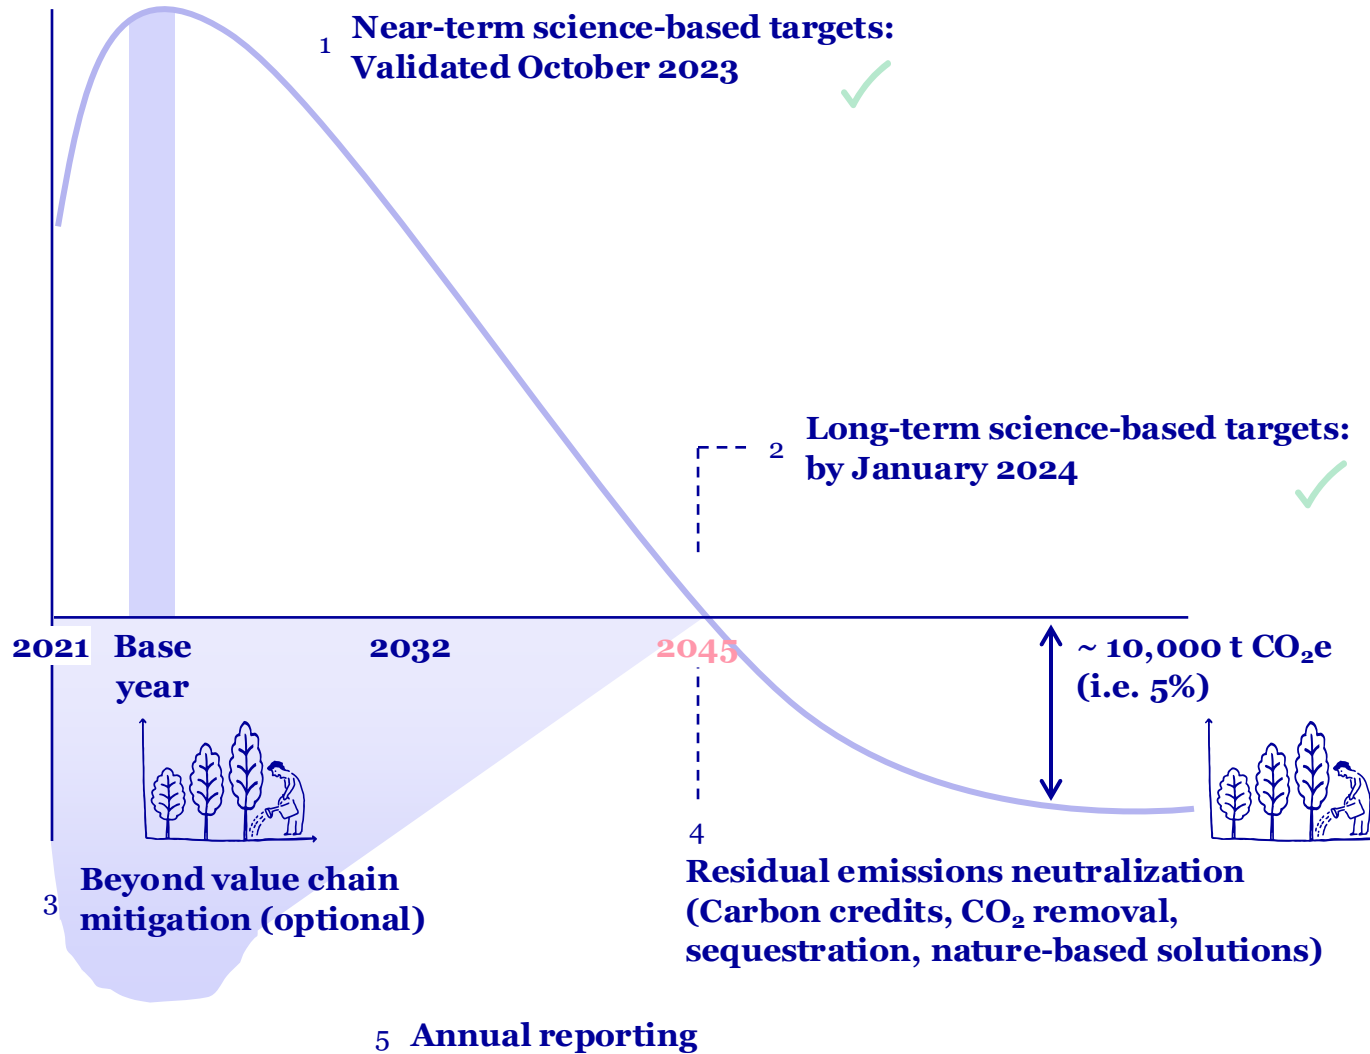 1 Near-term science-based targets:
Validated October 2023
2 Long-term science-based targets:
by January 2024
2021 Base
year
2032
2045
~ 10,000 t CO₂e
(i.e. 5%)
3 Beyond value chain
mitigation (optional)
4
Residual emissions neutralization
(Carbon credits, CO₂ removal,
sequestration, nature-based solutions)
5 Annual reporting